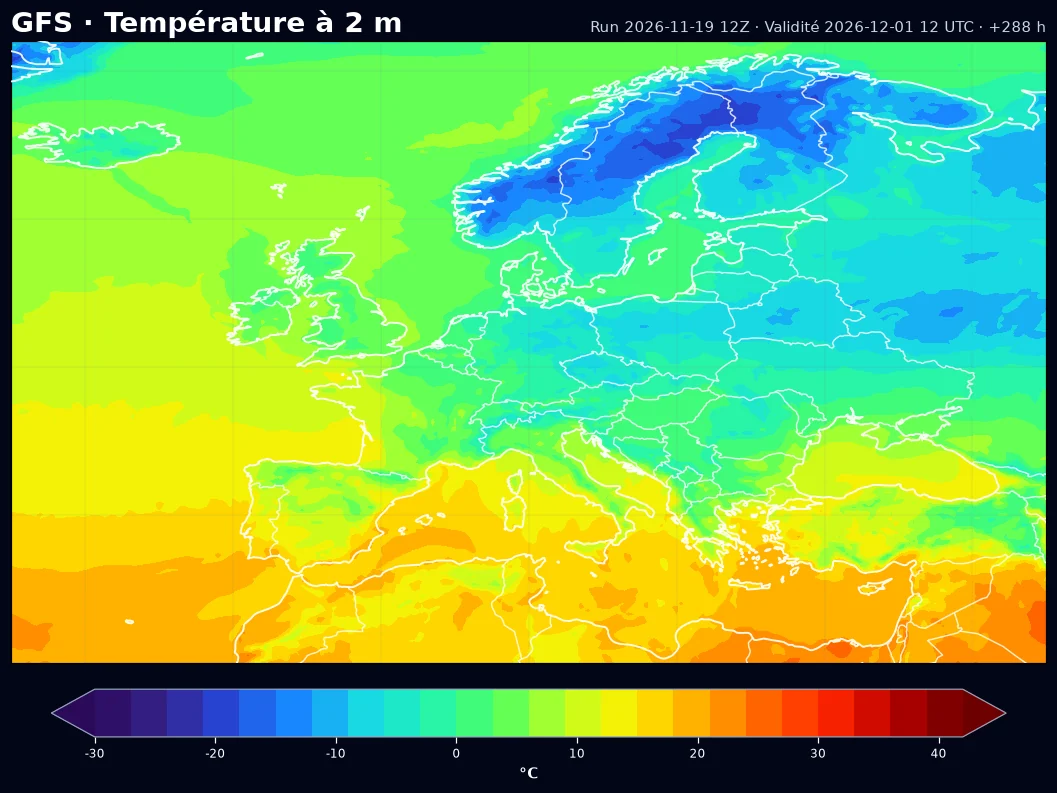 GFS · Température à 2 m
Run 2026-11-19 12Z · Validité 2026-12-01 12 UTC · +288 h
-30 -20 -10 0 10 20 30 40
°C